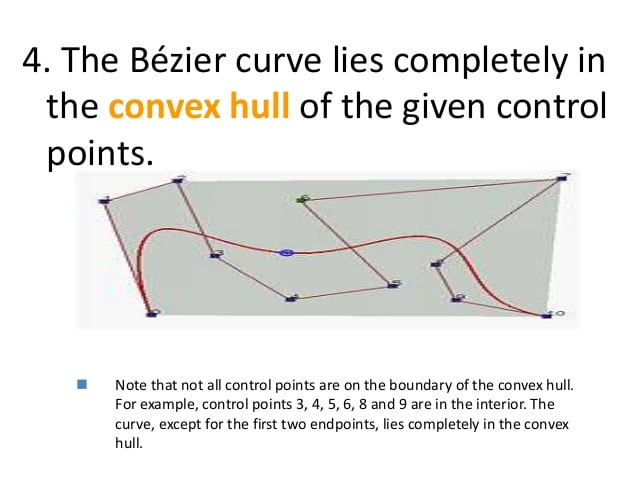 4. The Bézier curve lies completely in
the convex hull of the given control
points.
Note that not all control points are on the boundary of the convex hull.
For example, control points 3, 4, 5, 6, 8 and 9 are in the interior. The
curve, except for the first two endpoints, lies completely in the convex
hull.